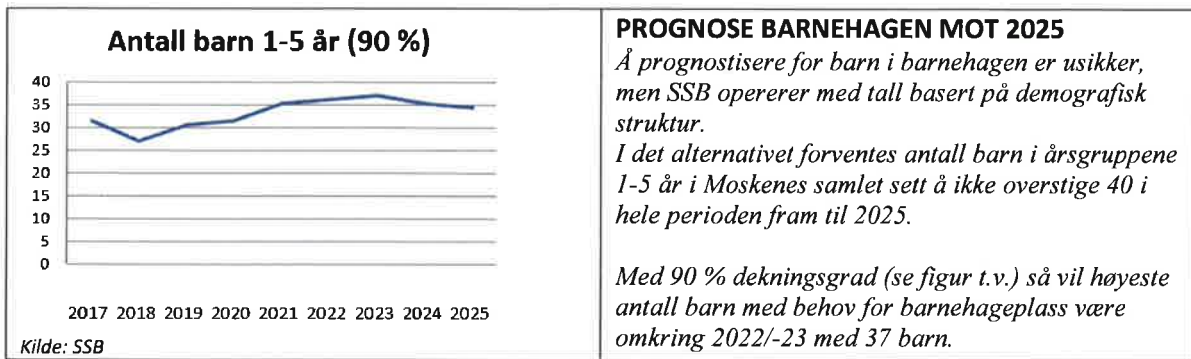 Antall barn 1-5 år (90 %)
40
35
30
25
20
15
10
5
0
2017 2018 2019 2020 2021 2022 2023 2024 2025
Kilde: SSB
PROGNOSE BARNEHAGEN MOT 2025
Å prognostisere for barn i barnehagen er usikker,
men SSB opererer med tall basert på demografisk
struktur.
I det alternativet forventes antall barn i årsgruppene
1-5 år i Moskenes samlet sett å ikke overstige 40 i
hele perioden fram til 2025.
Med 90 % dekningsgrad (se figur t.v.) så vil høyeste
antall barn med behov for barnehageplass være
omkring 2022/-23 med 37 barn.